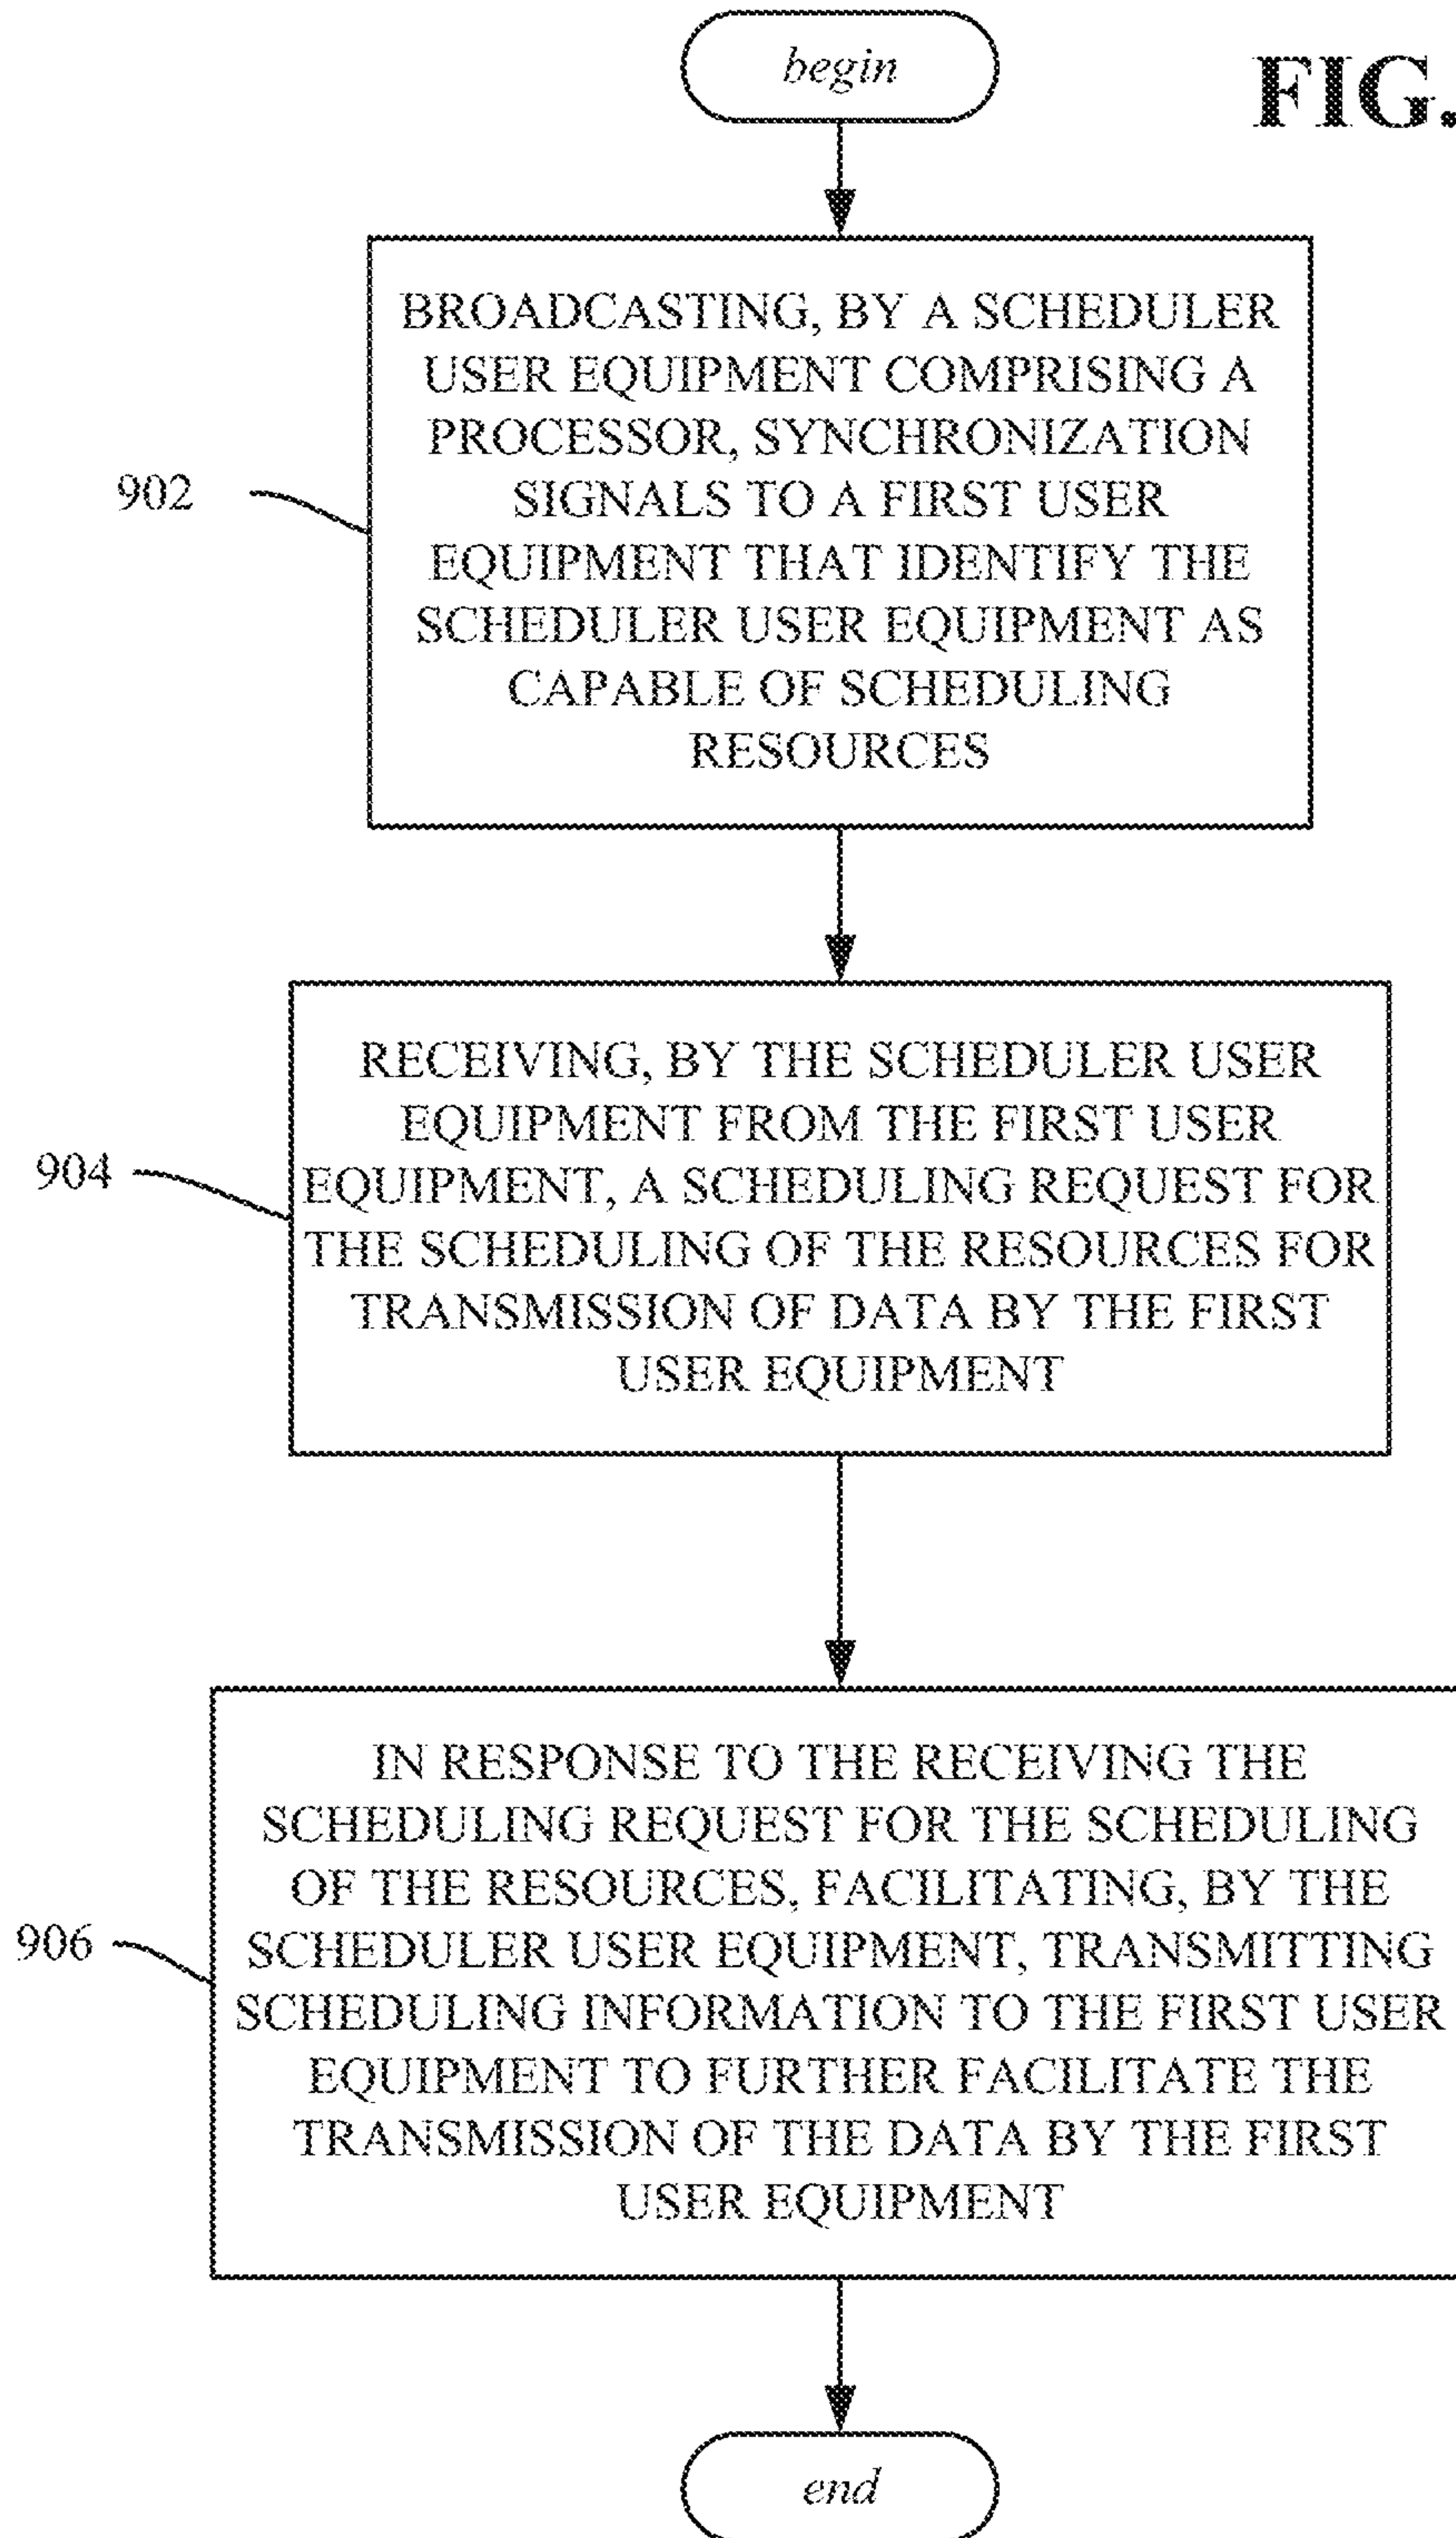 begin
FIG.
BROADCASTING, BY A SCHEDULER
USER EQUIPMENT COMPRISING A
PROCESSOR, SYNCHRONIZATION
SIGNALS TO A FIRST USER
EQUIPMENT THAT IDENTIFY THE
SCHEDULER USER EQUIPMENT AS
CAPABLE OF SCHEDULING
RESOURCES
902
RECEIVING, BY THE SCHEDULER USER
EQUIPMENT FROM THE FIRST USER
EQUIPMENT, A SCHEDULING REQUEST FOR
THE SCHEDULING OF THE RESOURCES FOR
TRANSMISSION OF DATA BY THE FIRST
USER EQUIPMENT
904
IN RESPONSE TO THE RECEIVING THE
SCHEDULING REQUEST FOR THE SCHEDULING
OF THE RESOURCES, FACILITATING, BY THE
SCHEDULER USER EQUIPMENT, TRANSMITTING
SCHEDULING INFORMATION TO THE FIRST USER
EQUIPMENT TO FURTHER FACILITATE THE
TRANSMISSION OF THE DATA BY THE FIRST
USER EQUIPMENT
906
end